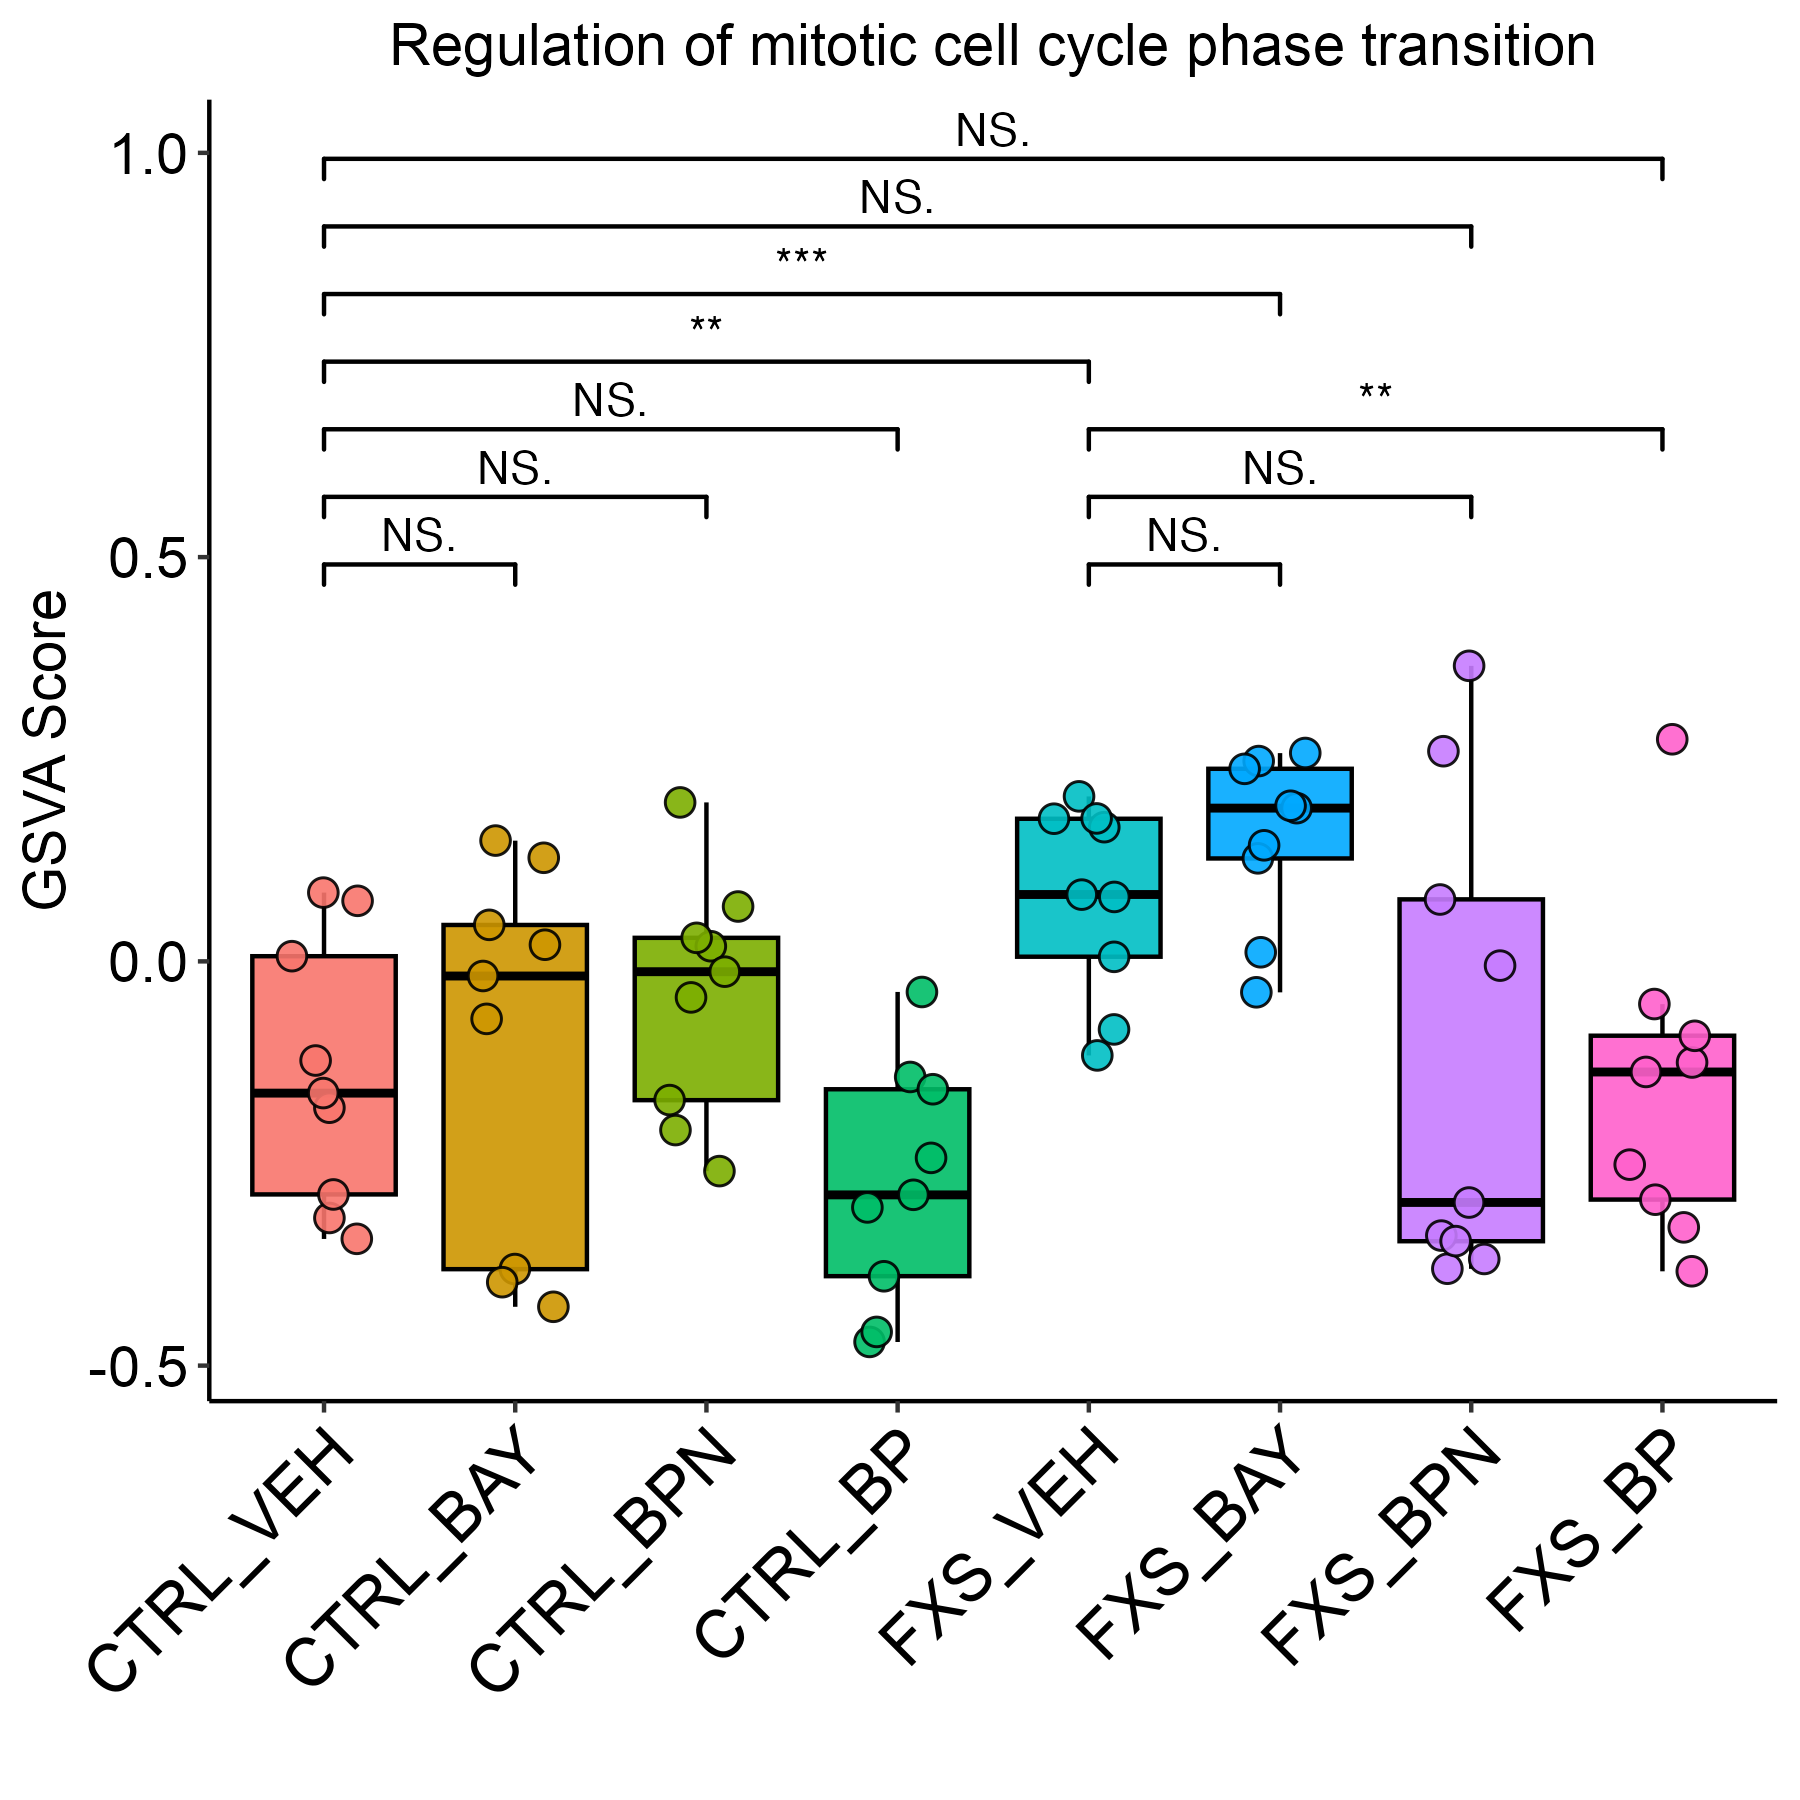 Regulation of mitotic cell cycle phase transition
GSVA Score
1.0
0.5
0.0
-0.5
NS.
NS.
***
**
NS.
**
NS.
NS.
NS.
NS.
CTRL_VEH
CTRL_BAY
CTRL_BPN
CTRL_BP
FXS_VEH
FXS_BAY
FXS_BPN
FXS_BP